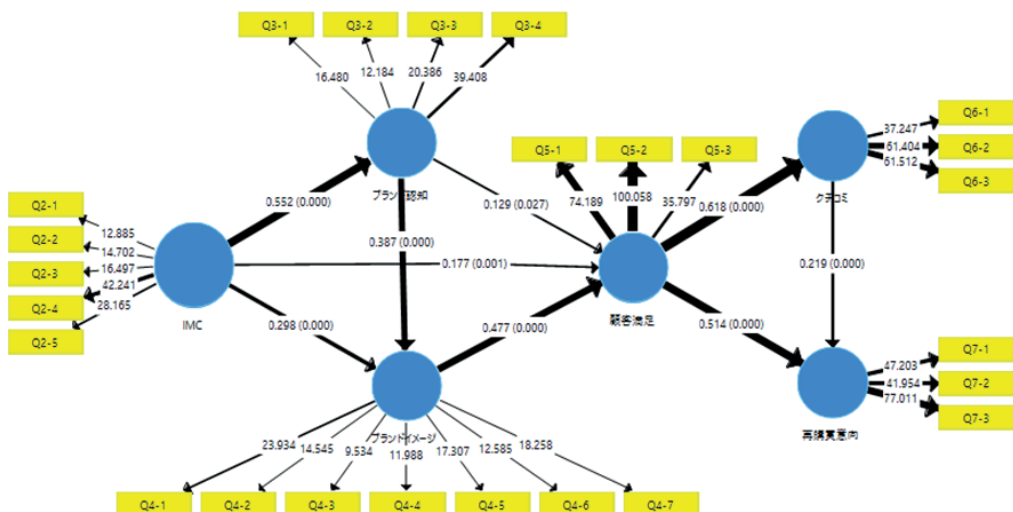 Q3-1
Q3-2
Q3-3
Q3-4
16.480
12.184
20.386
39.408
ブランド認知
Q2-1
Q2-2
Q2-3
Q2-4
Q2-5
12.885
14.702
16.497
42.241
28.165
IMC
0.552 (0.000)
0.387 (0.000)
0.129 (0.027)
0.177 (0.001)
0.298 (0.000)
0.477 (0.000)
Q5-1
Q5-2
Q5-3
74.189
100.058
35.797
顧客満足
0.618 (0.000)
0.514 (0.000)
クチコミ
0.219 (0.000)
37.247
61.404
61.512
Q6-1
Q6-2
Q6-3
再購買意向
47.203
41.954
77.011
Q7-1
Q7-2
Q7-3
ブランドイメージ
23.934
14.545
9.534
11.988
17.307
12.585
18.258
Q4-1
Q4-2
Q4-3
Q4-4
Q4-5
Q4-6
Q4-7